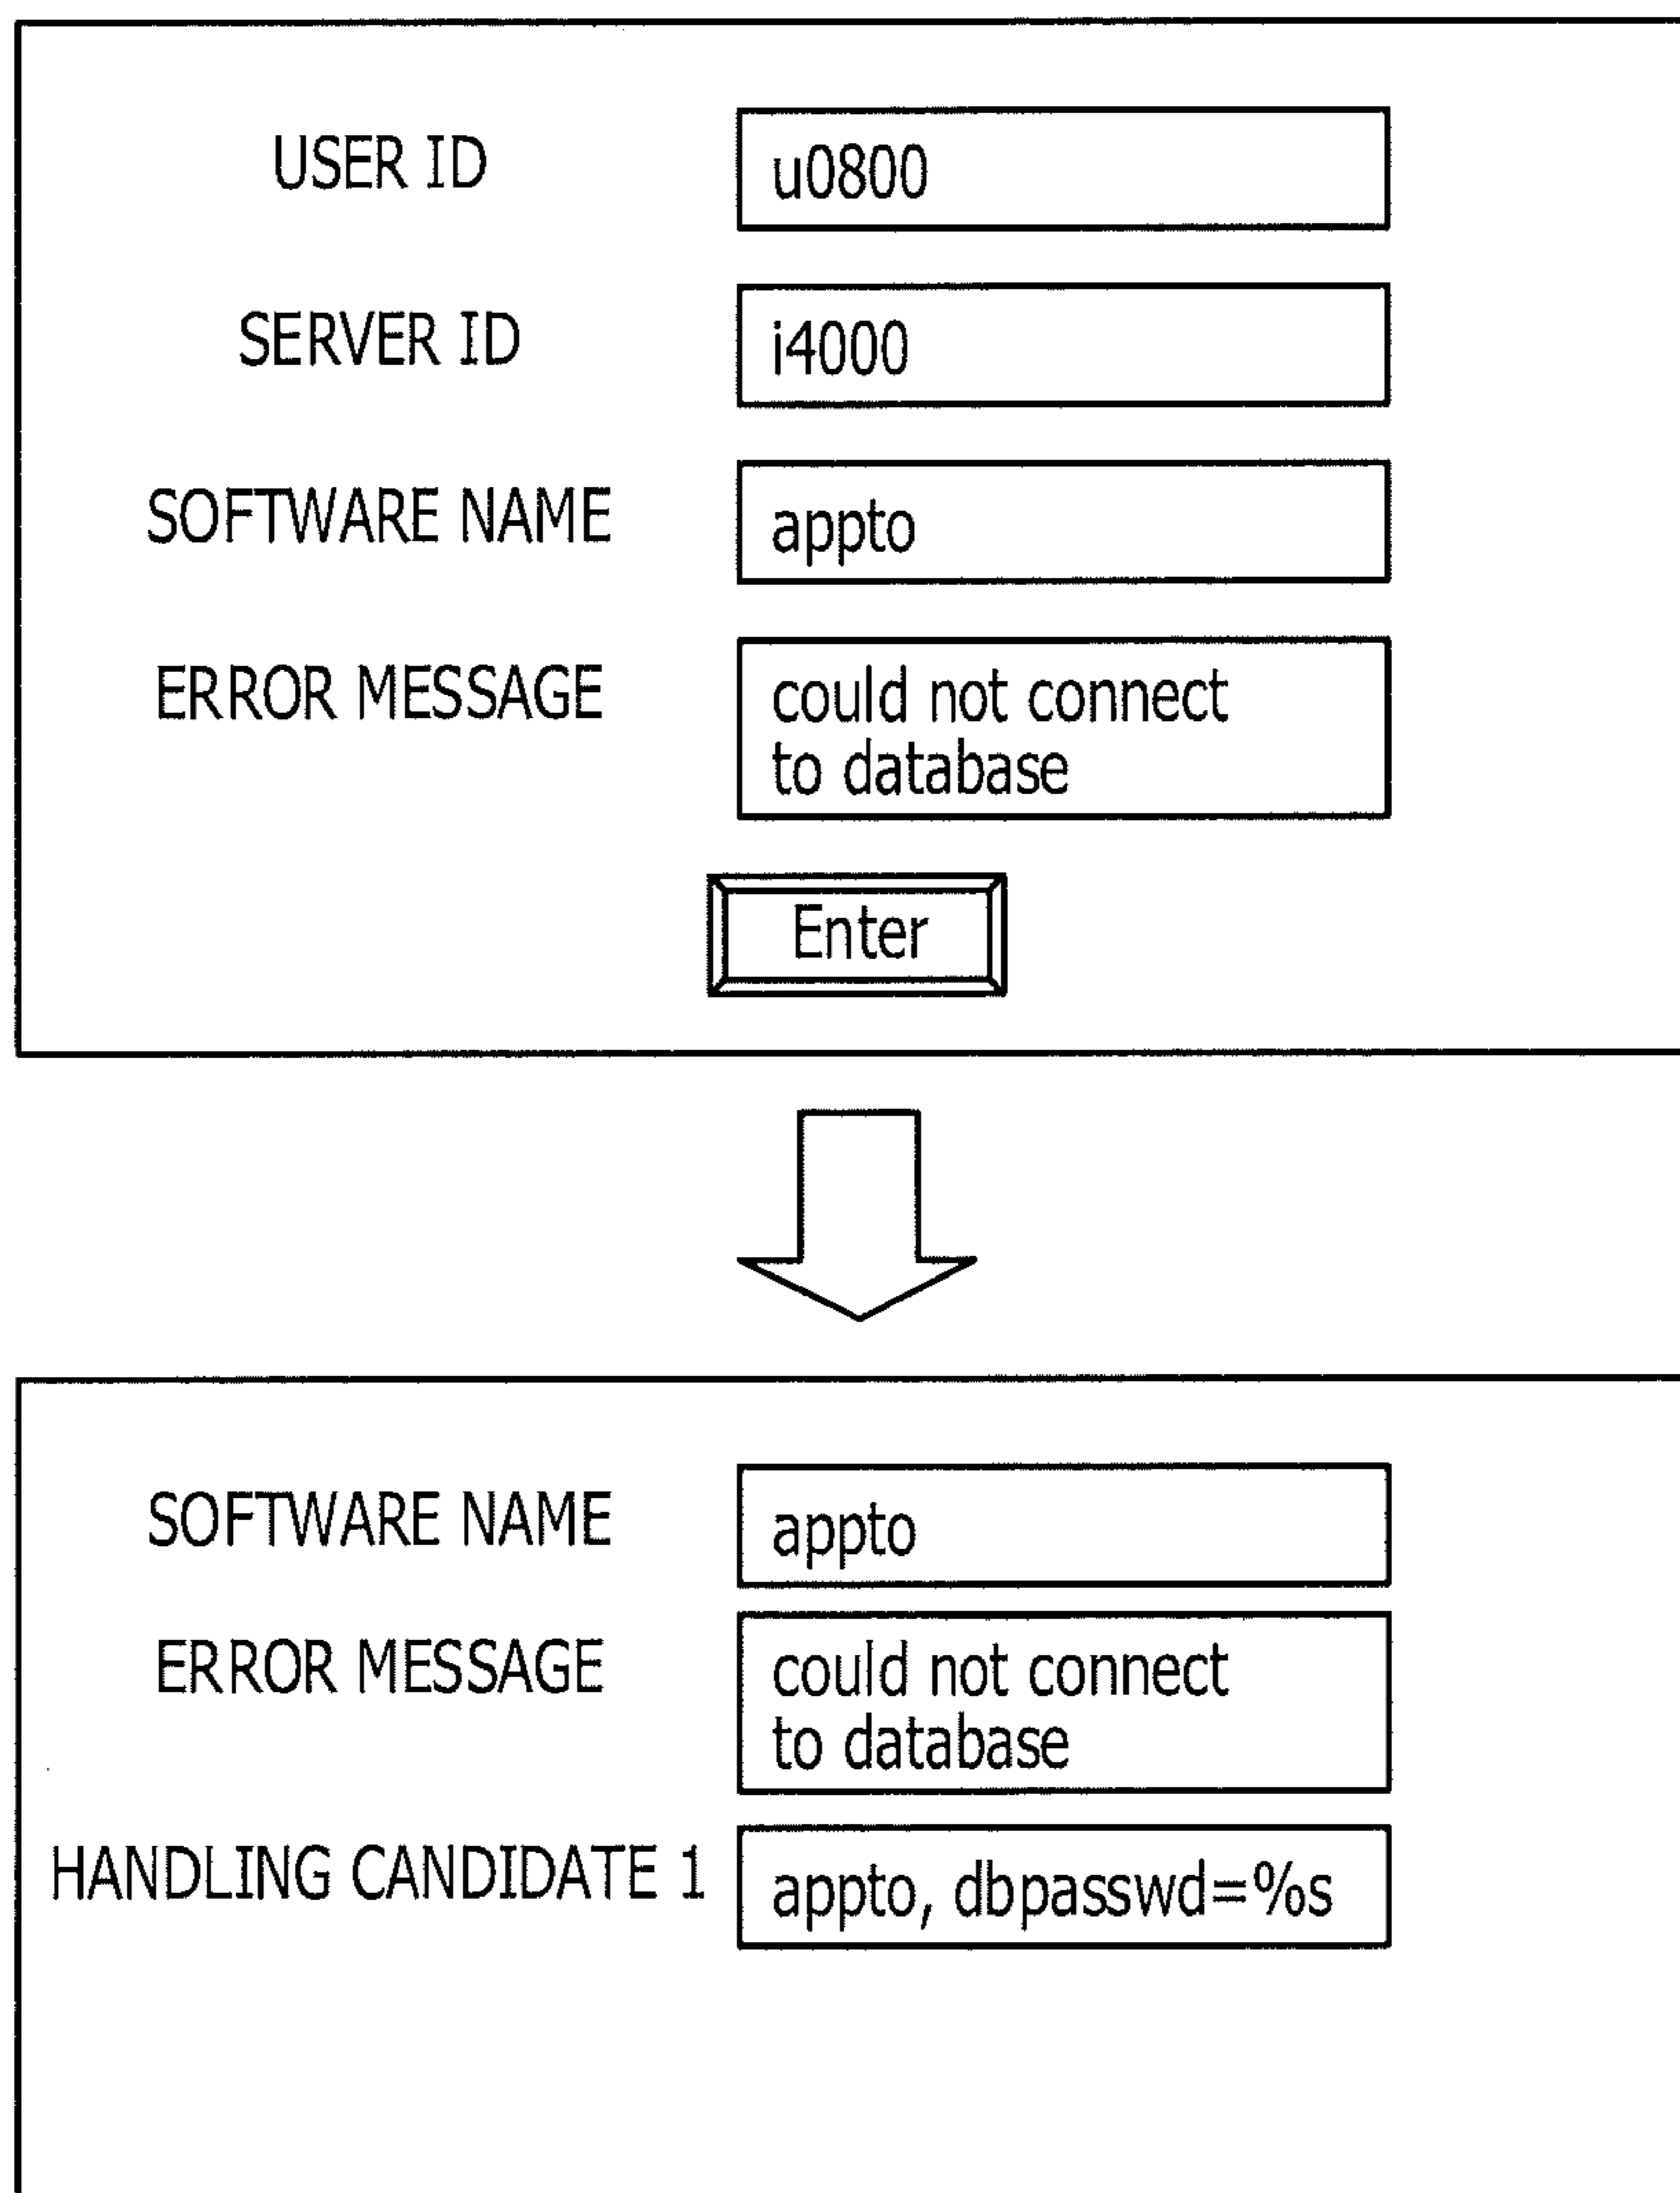 USER ID u0800
SERVER ID i4000
SOFTWARE NAME appto
ERROR MESSAGE could not connect
to database
Enter
SOFTWARE NAME appto
ERROR MESSAGE could not connect
to database
HANDLING CANDIDATE 1 appto, dbpasswd=%s